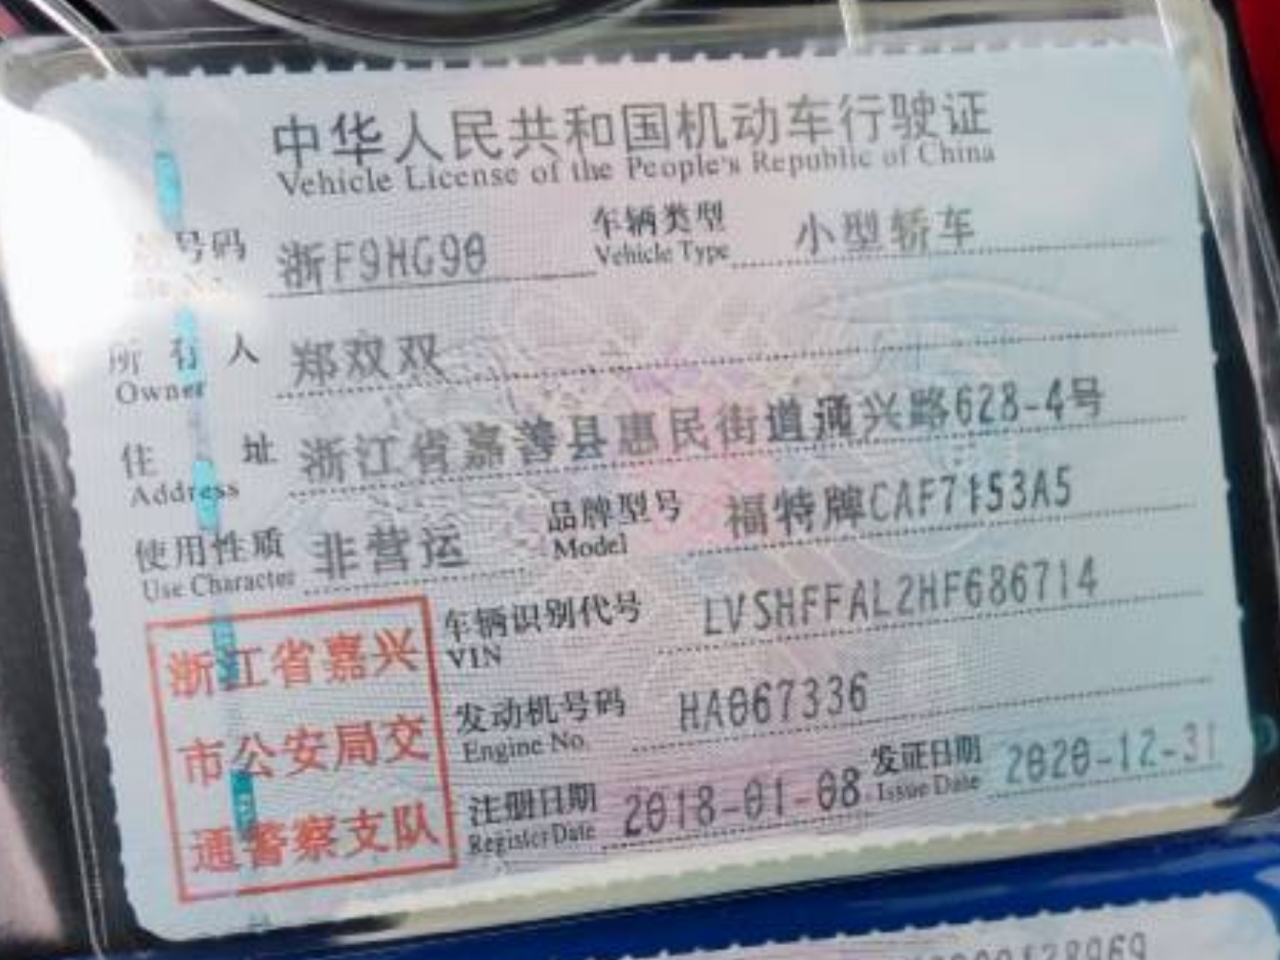 中华人民共和国机动车行驶证
Vehicle License of the People's Republic of China
号码 浙F9HG90 车辆类型 小型轿车
Vehicle Type
所有人 郑双双
Owner
住址 浙江省嘉善县惠民街道通兴路628-4号
Address
使用性质 非营运 品牌型号 福特牌CAF7153A5
Use Character Model
车辆识别代号 LVSHFFAL2HF686714
VIN
发动机号码 HA067336
Engine No.
注册日期 2018-01-08 发证日期 2020-12-31
Register Date Issue Date
浙江省嘉兴
市公安局交
通警察支队